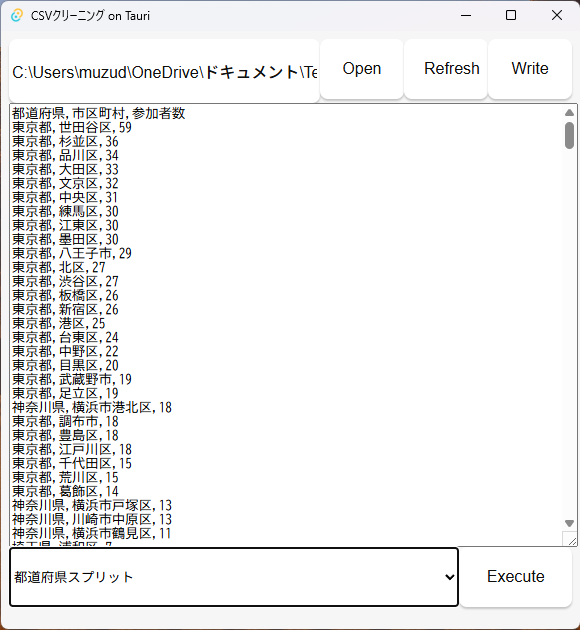 CSVクリーニング on Tauri
C:\Users\muzud\OneDrive\ドキュメント\Te
Open
Refresh
Write
都道府県,市区町村,参加者数
東京都,世田谷区,59
東京都,杉並区,36
東京都,品川区,34
東京都,大田区,33
東京都,文京区,32
東京都,中央区,31
東京都,練馬区,30
東京都,江東区,30
東京都,墨田区,30
東京都,八王子市,29
東京都,北区,27
東京都,渋谷区,27
東京都,板橋区,26
東京都,新宿区,26
東京都,港区,25
東京都,台東区,24
東京都,中野区,22
東京都,目黒区,20
東京都,武蔵野市,19
東京都,足立区,19
神奈川県,横浜市港北区,18
東京都,調布市,18
東京都,豊島区,18
東京都,江戸川区,18
東京都,千代田区,15
東京都,荒川区,15
東京都,葛飾区,14
神奈川県,横浜市戸塚区,13
神奈川県,川崎市中原区,13
神奈川県,横浜市鶴見区,11
都道府県スプリット
Execute